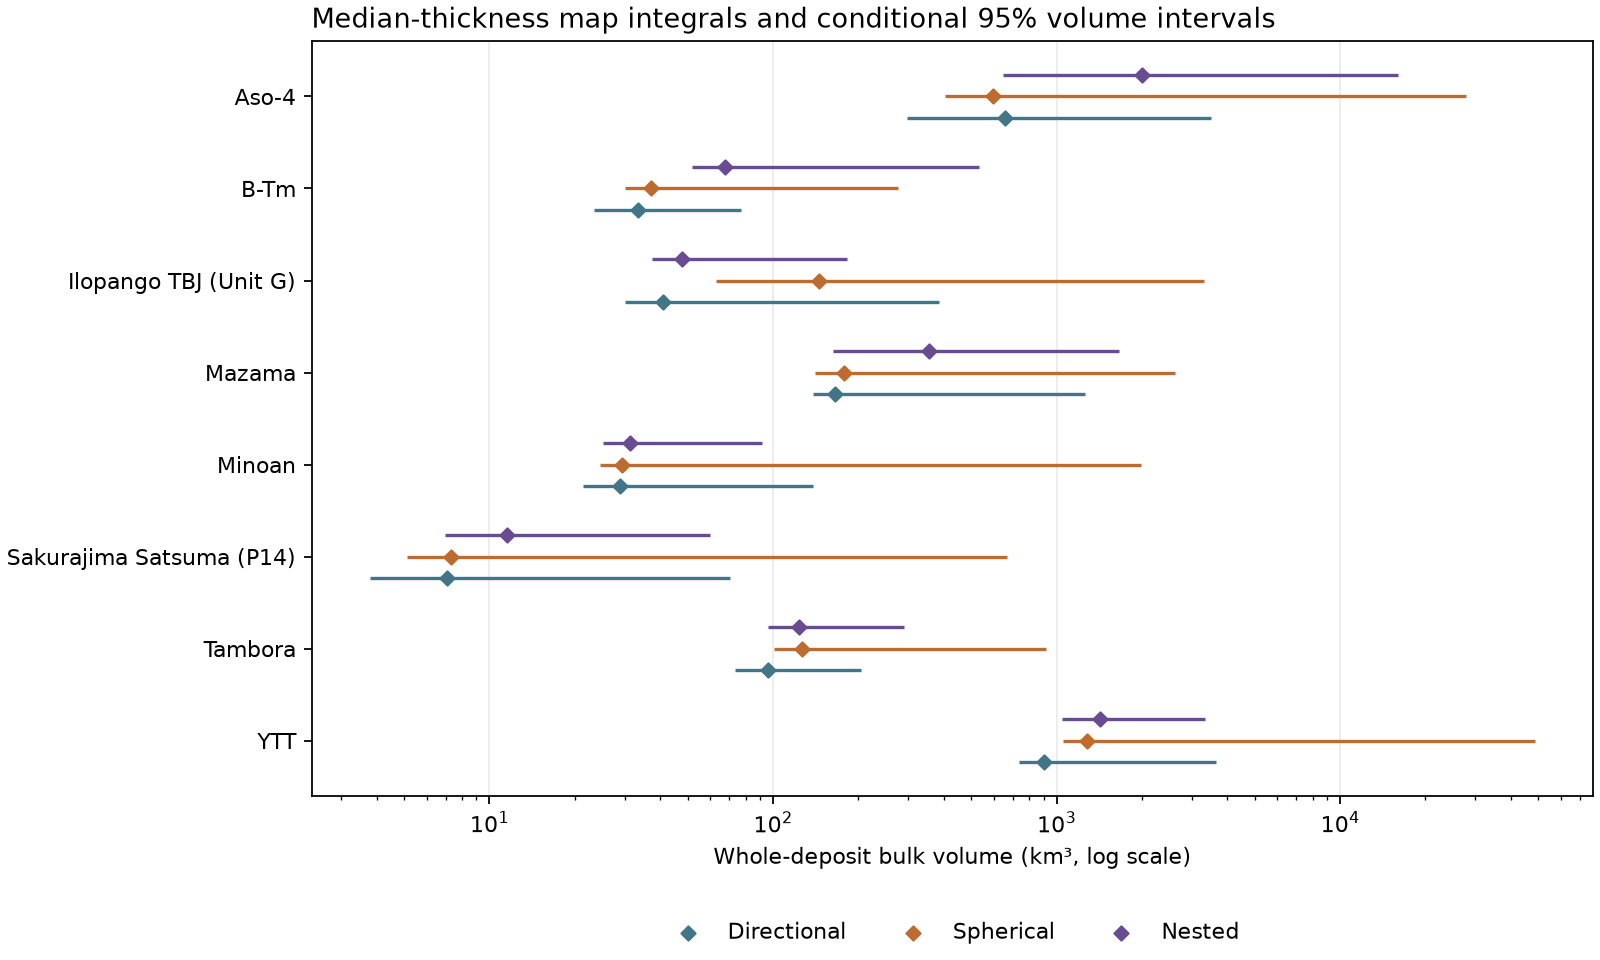 Median-thickness map integrals and conditional 95% volume intervals
Aso-4
B-Tm
Ilopango TBJ (Unit G)
Mazama
Minoan
Sakurajima Satsuma (P14)
Tambora
YTT
10¹ 10² 10³ 10⁴
Whole-deposit bulk volume (km³, log scale)
Directional Spherical Nested